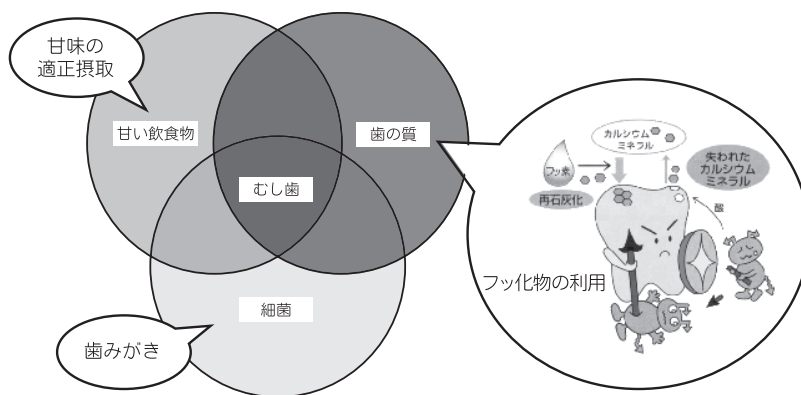 甘味の
適正摂取
甘い飲食物
歯の質
むし歯
細菌
歯みがき
カルシウム
ミネラル
失われた
カルシウム
ミネラル
フッ素
再石灰化
酸
フッ化物の利用